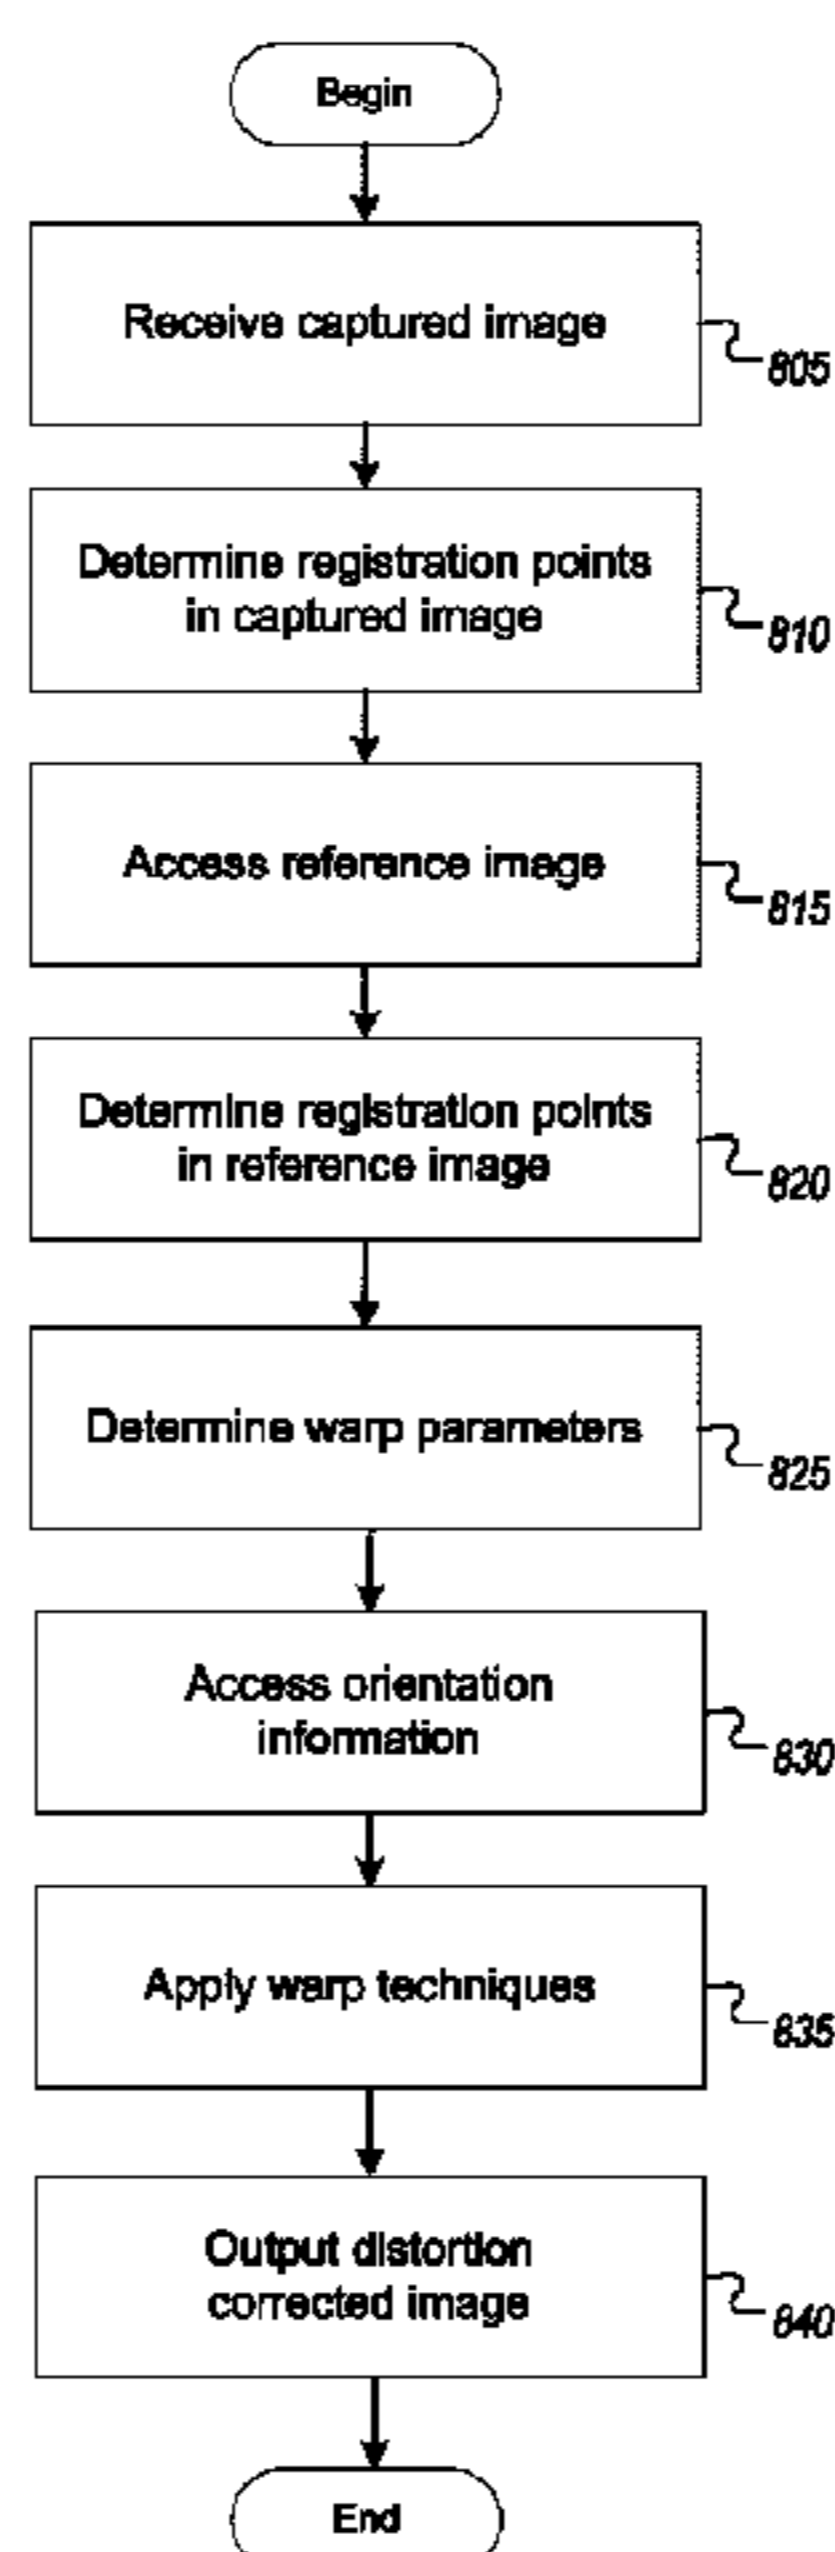 Begin
Receive captured image
805
Determine registration points
in captured image
810
Access reference image
815
Determine registration points
in reference image
820
Determine warp parameters
825
Access orientation
information
830
Apply warp techniques
835
Output distortion
corrected image
840
End